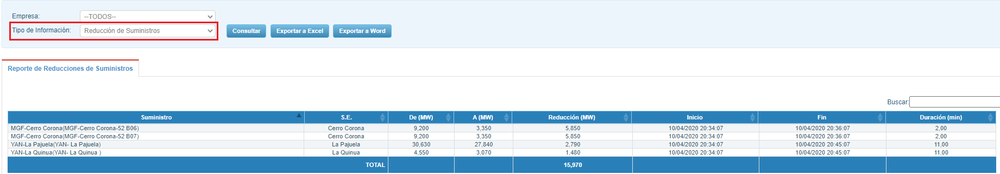 Empresa: --TODOS--
Tipo de Información: Reducción de Suministros Consultar Exportar a Excel Exportar a Word
Reporte de Reducciones de Suministros
Buscar:
Suministro S.E. De (MW) A (MW) Reducción (MW) Inicio Fin Duración (min)
MGF-Cerro Corona(MGF-Cerro Corona-52 B06) Cerro Corona 9,200 3,350 5,850 10/04/2020 20:34:07 10/04/2020 20:36:07 2,00
MGF-Cerro Corona(MGF-Cerro Corona-52 B07) Cerro Corona 9,200 3,350 5,850 10/04/2020 20:34:07 10/04/2020 20:36:07 2,00
YAN-La Pajuela(YAN- La Pajuela) La Pajuela 30,630 27,840 2,790 10/04/2020 20:34:07 10/04/2020 20:45:07 11,00
YAN-La Quinua(YAN- La Quinua ) La Quinua 4,550 3,070 1,480 10/04/2020 20:34:07 10/04/2020 20:45:07 11,00
TOTAL 15,970